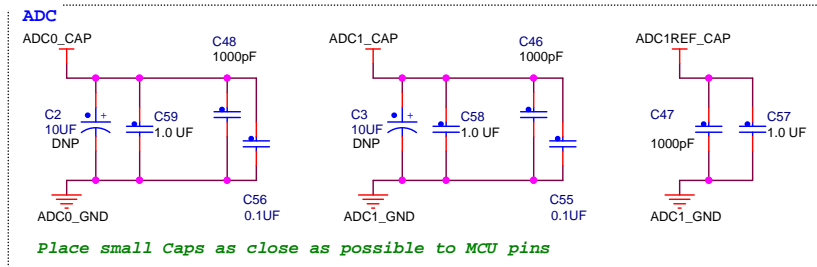 ADC
ADC0_CAP
C48
1000pF
C2
10UF
DNP
+
C59
1.0 UF
C56
0.1UF
ADC0_GND
ADC1_CAP
C46
1000pF
C3
10UF
DNP
+
C58
1.0 UF
C55
0.1UF
ADC1_GND
ADC1REF_CAP
C47
1000pF
C57
1.0 UF
ADC1_GND
Place small Caps as close as possible to MCU pins